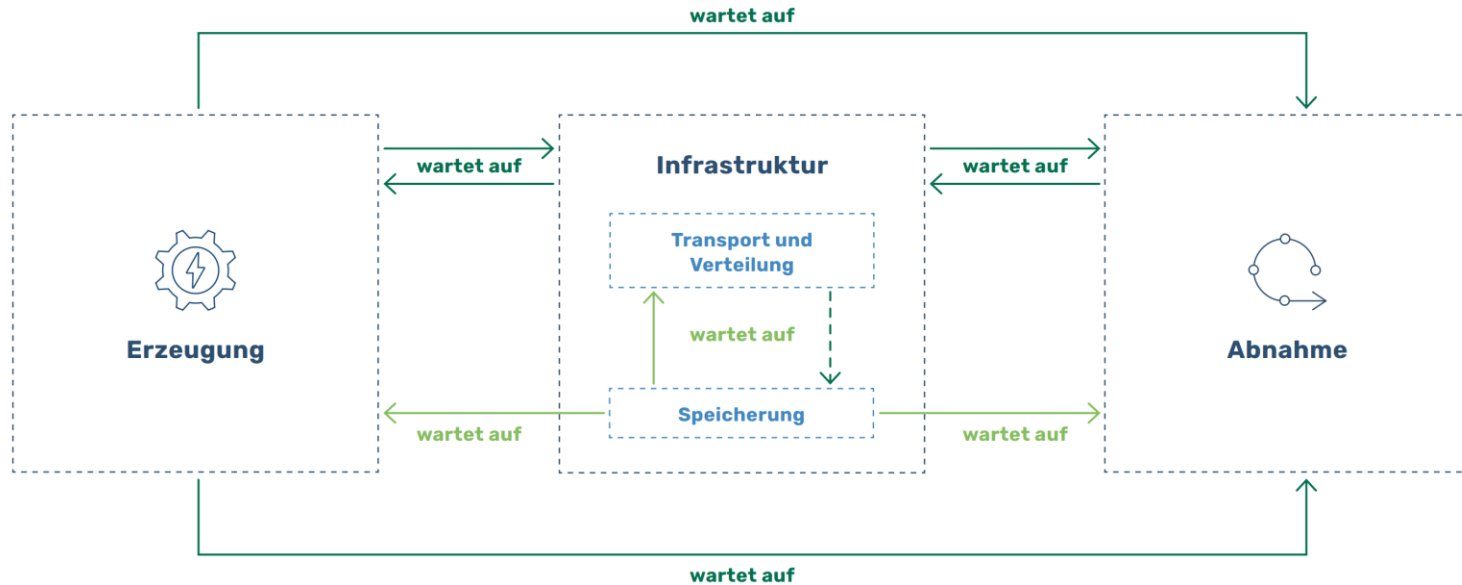 wartet auf
wartet auf
Infrastruktur
wartet auf
Transport und
Verteilung
wartet auf
Erzeugung
Abnahme
Speicherung
wartet auf
wartet auf
wartet auf